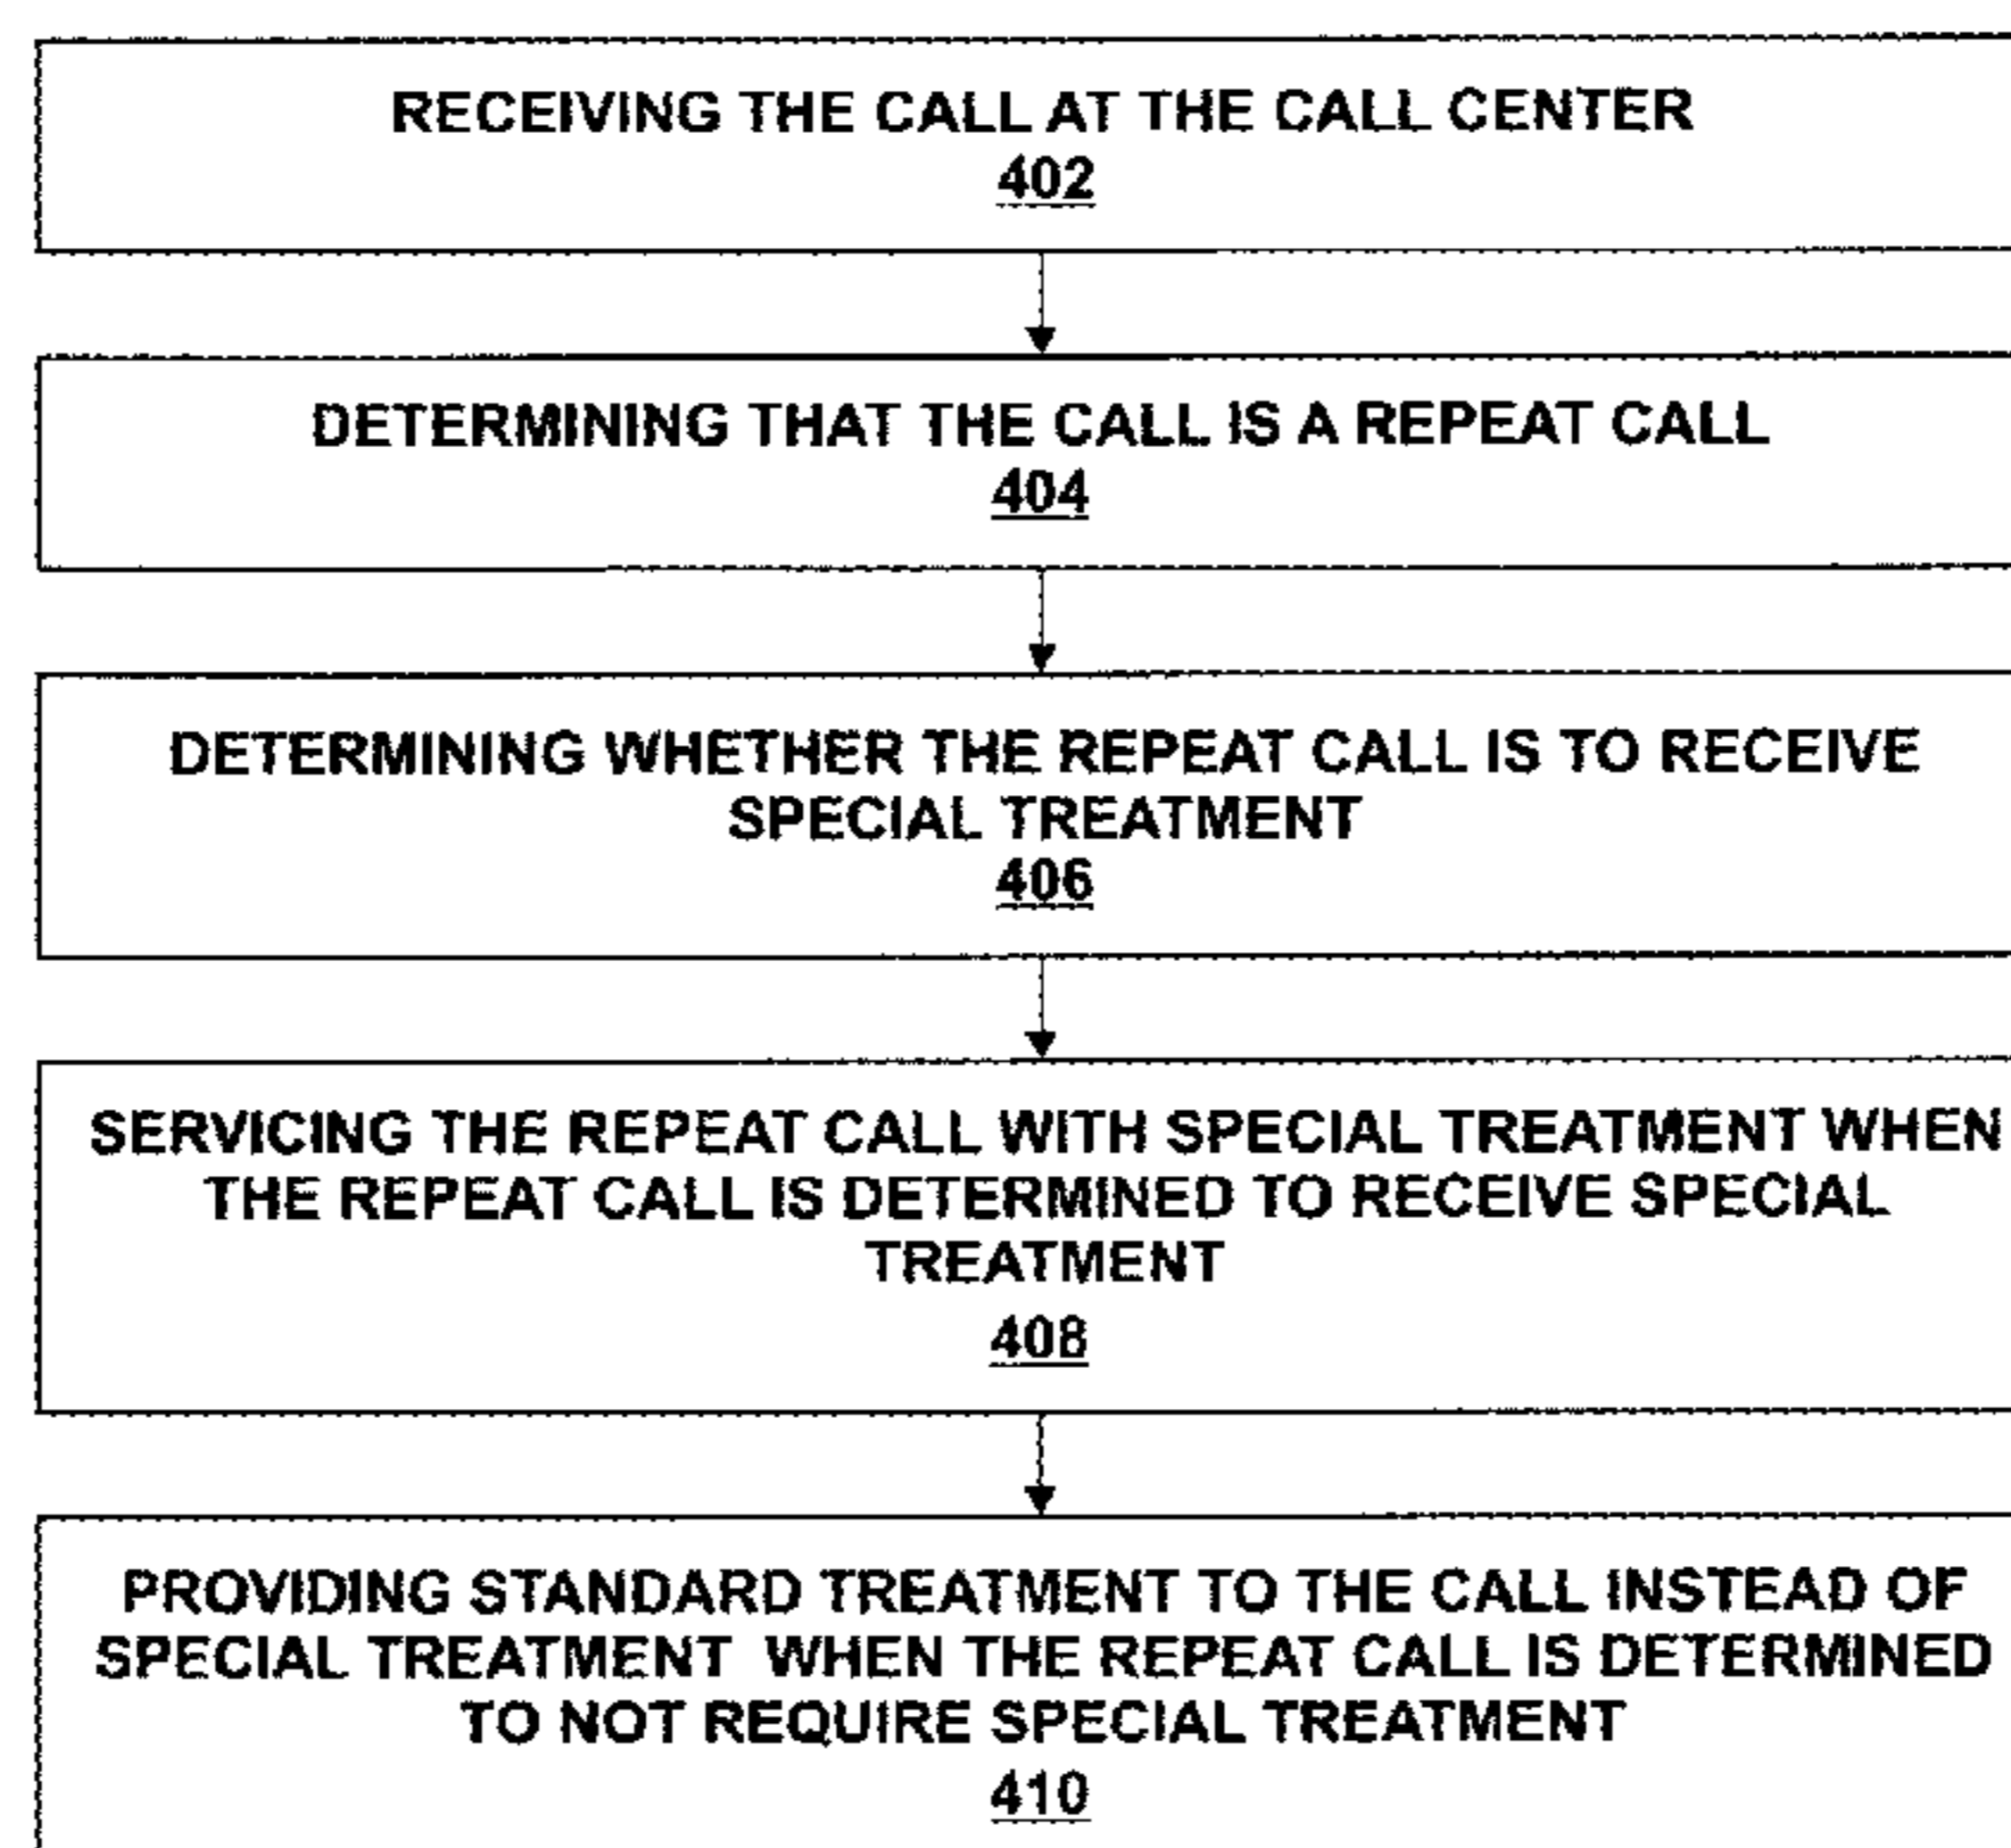 RECEIVING THE CALL AT THE CALL CENTER
402
DETERMINING THAT THE CALL IS A REPEAT CALL
404
DETERMINING WHETHER THE REPEAT CALL IS TO RECEIVE
SPECIAL TREATMENT
406
SERVICING THE REPEAT CALL WITH SPECIAL TREATMENT WHEN
THE REPEAT CALL IS DETERMINED TO RECEIVE SPECIAL
TREATMENT
408
PROVIDING STANDARD TREATMENT TO THE CALL INSTEAD OF
SPECIAL TREATMENT WHEN THE REPEAT CALL IS DETERMINED
TO NOT REQUIRE SPECIAL TREATMENT
410